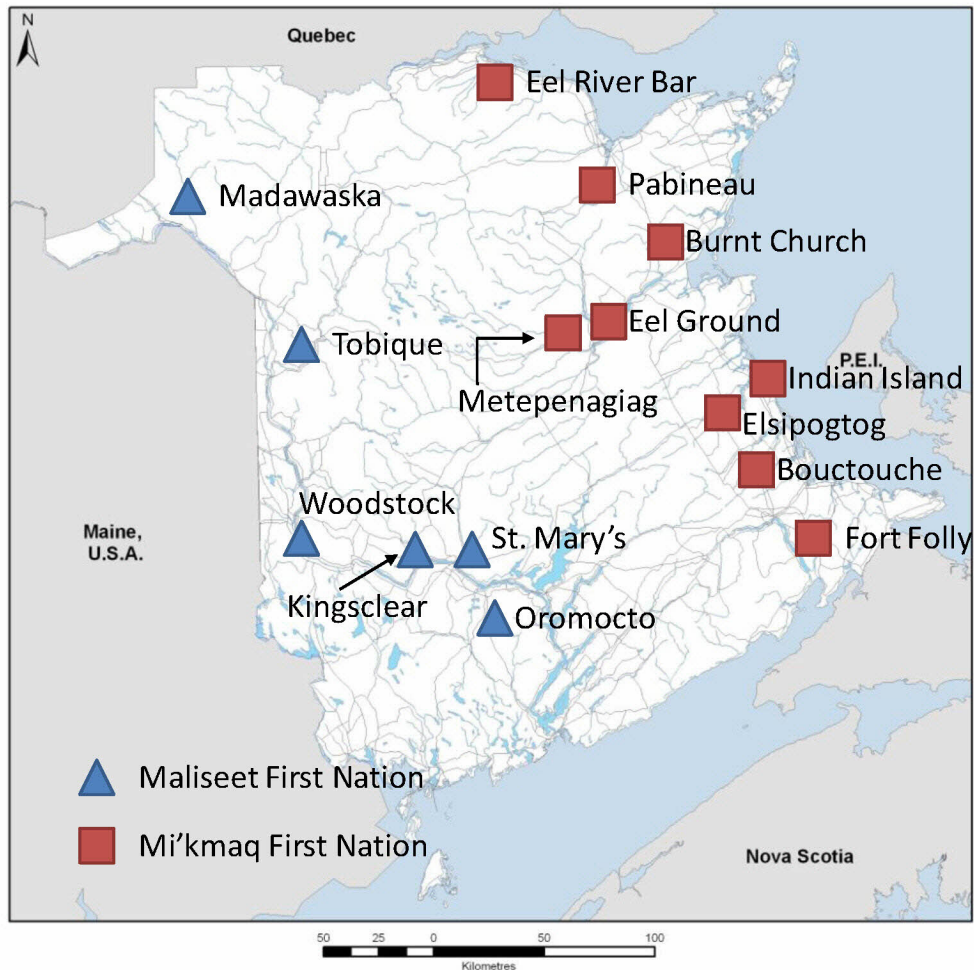 N
Quebec
Eel River Bar
Madawaska
Pabineau
Burnt Church
Eel Ground
Tobique
P.E.I.
Indian Island
Metepenagiag
Elsipogtog
Bouctouche
Woodstock
Maine,
U.S.A.
St. Mary's
Fort Folly
Kingsclear
Oromocto
Maliseet First Nation
Mi'kmaq First Nation
Nova Scotia
50 25 0 50 100
Kilometres